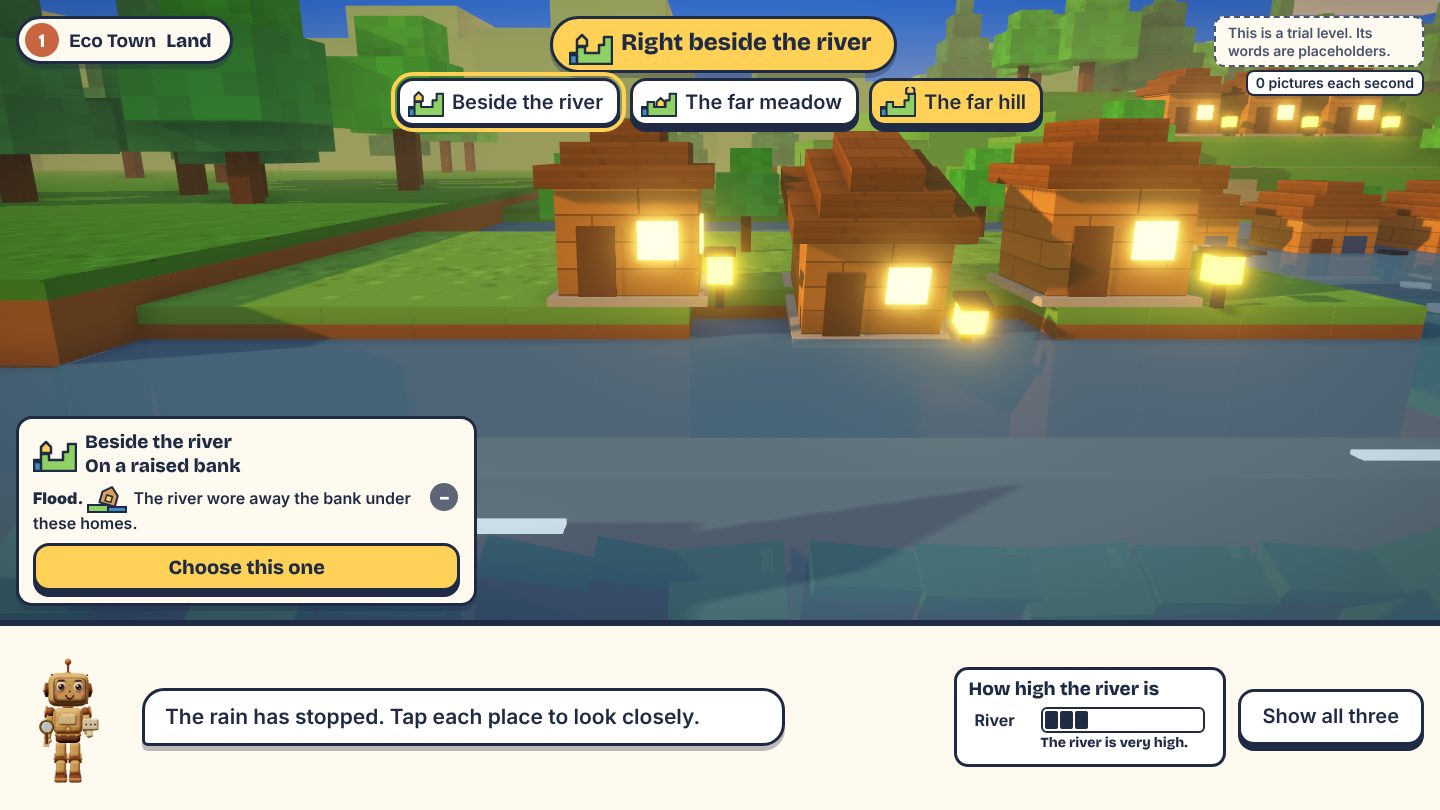 1 Eco Town Land
Right beside the river
This is a trial level. Its
words are placeholders.
0 pictures each second
Beside the river
The far meadow
The far hill
Beside the river
On a raised bank
Flood. The river wore away the bank under
these homes.
Choose this one
The rain has stopped. Tap each place to look closely.
How high the river is
River
The river is very high.
Show all three